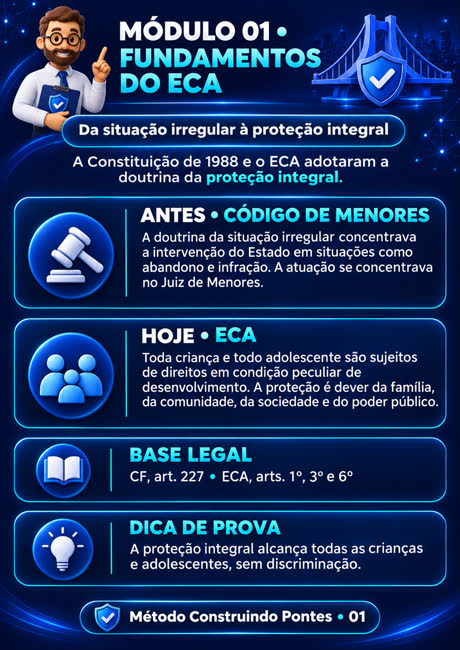 MÓDULO 01 •
FUNDAMENTOS
DO ECA
Da situação irregular à proteção integral
A Constituição de 1988 e o ECA adotaram a
doutrina da proteção integral.
ANTES • CÓDIGO DE MENORES
A doutrina da situação irregular concentrava
a intervenção do Estado em situações como
abandono e infração. A atuação se concentrava
no Juiz de Menores.
HOJE • ECA
Toda criança e todo adolescente são sujeitos
de direitos em condição peculiar de
desenvolvimento. A proteção é dever da família,
da comunidade, da sociedade e do poder público.
BASE LEGAL
CF, art. 227 • ECA, arts. 1º, 3º e 6º
DICA DE PROVA
A proteção integral alcança todas as crianças
e adolescentes, sem discriminação.
Método Construindo Pontes • 01